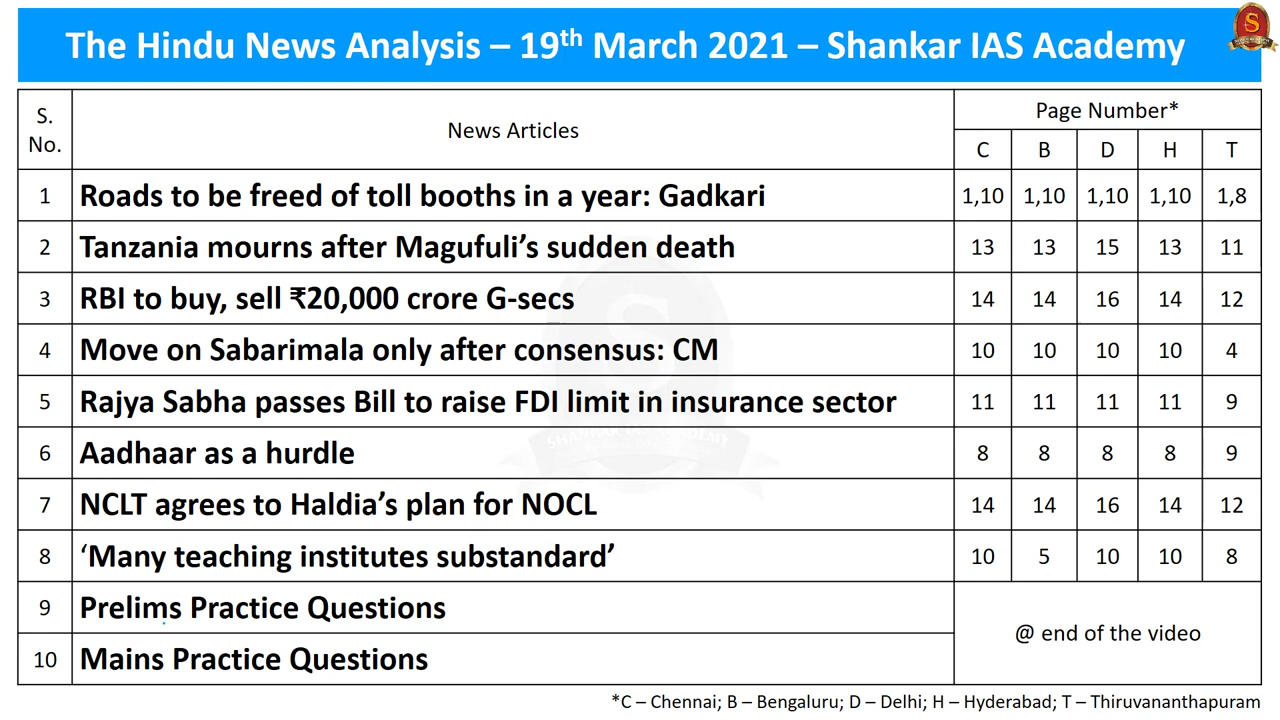 The Hindu News Analysis – 19th March 2021 – Shankar IAS Academy
S. No. News Articles Page Number*
C B D H T
1 Roads to be freed of toll booths in a year: Gadkari 1,10 1,10 1,10 1,10 1,8
2 Tanzania mourns after Magufuli’s sudden death 13 13 15 13 11
3 RBI to buy, sell ₹20,000 crore G-secs 14 14 16 14 12
4 Move on Sabarimala only after consensus: CM 10 10 10 10 4
5 Rajya Sabha passes Bill to raise FDI limit in insurance sector 11 11 11 11 9
6 Aadhaar as a hurdle 8 8 8 8 9
7 NCLT agrees to Haldia’s plan for NOCL 14 14 16 14 12
8 ‘Many teaching institutes substandard’ 10 5 10 10 8
9 Prelims Practice Questions
@ end of the video
10 Mains Practice Questions
*C – Chennai; B – Bengaluru; D – Delhi; H – Hyderabad; T – Thiruvananthapuram